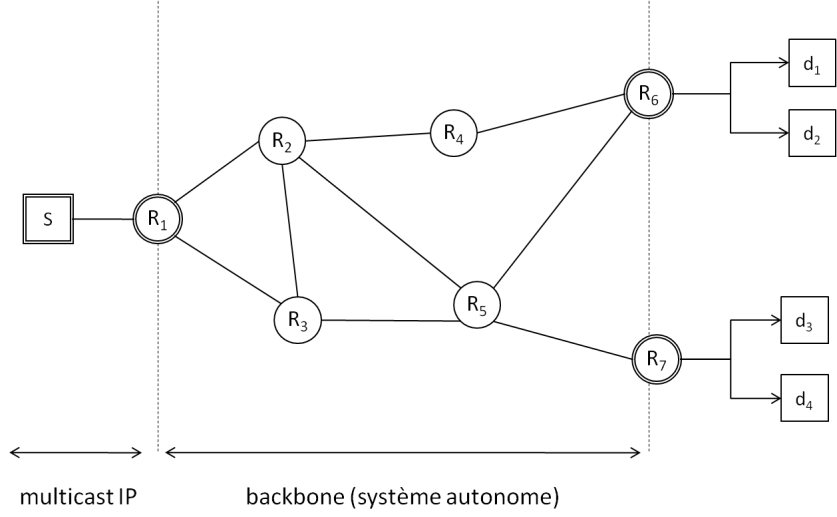 S
R1
R2
R3
R4
R5
R6
R7
d1
d2
d3
d4
multicast IP
backbone (système autonome)